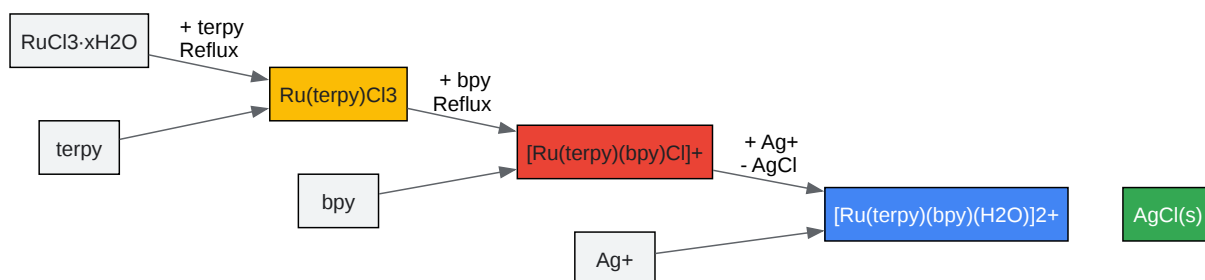 RuCl3·xH2O
+ terpy
Reflux
terpy
Ru(terpy)Cl3
+ bpy
Reflux
bpy
[Ru(terpy)(bpy)Cl]+
+ Ag+
- AgCl
Ag+
[Ru(terpy)(bpy)(H2O)]2+
AgCl(s)